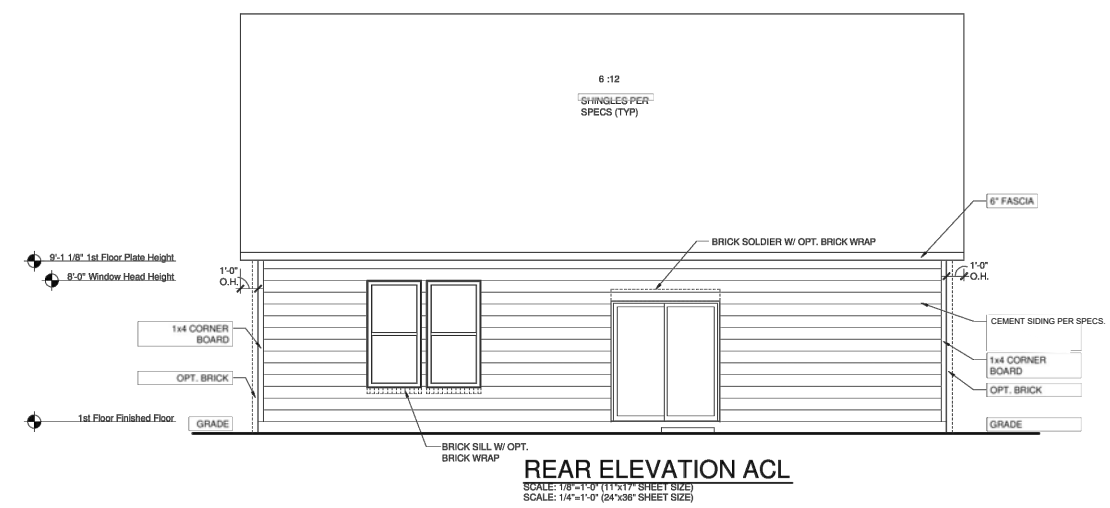 6 :12
SHINGLES PER
SPECS (TYP)
6" FASCIA
BRICK SOLDIER W/ OPT. BRICK WRAP
9'-1 1/8" 1st Floor Plate Height
8'-0" Window Head Height
1'-0"
O.H.
1'-0"
O.H.
CEMENT SIDING PER SPECS.
1x4 CORNER
BOARD
1x4 CORNER
BOARD
OPT. BRICK
OPT. BRICK
1st Floor Finished Floor
GRADE
GRADE
BRICK SILL W/ OPT.
BRICK WRAP
REAR ELEVATION ACL
SCALE: 1/8"=1'-0" (11"x17" SHEET SIZE)
SCALE: 1/4"=1'-0" (24"x36" SHEET SIZE)